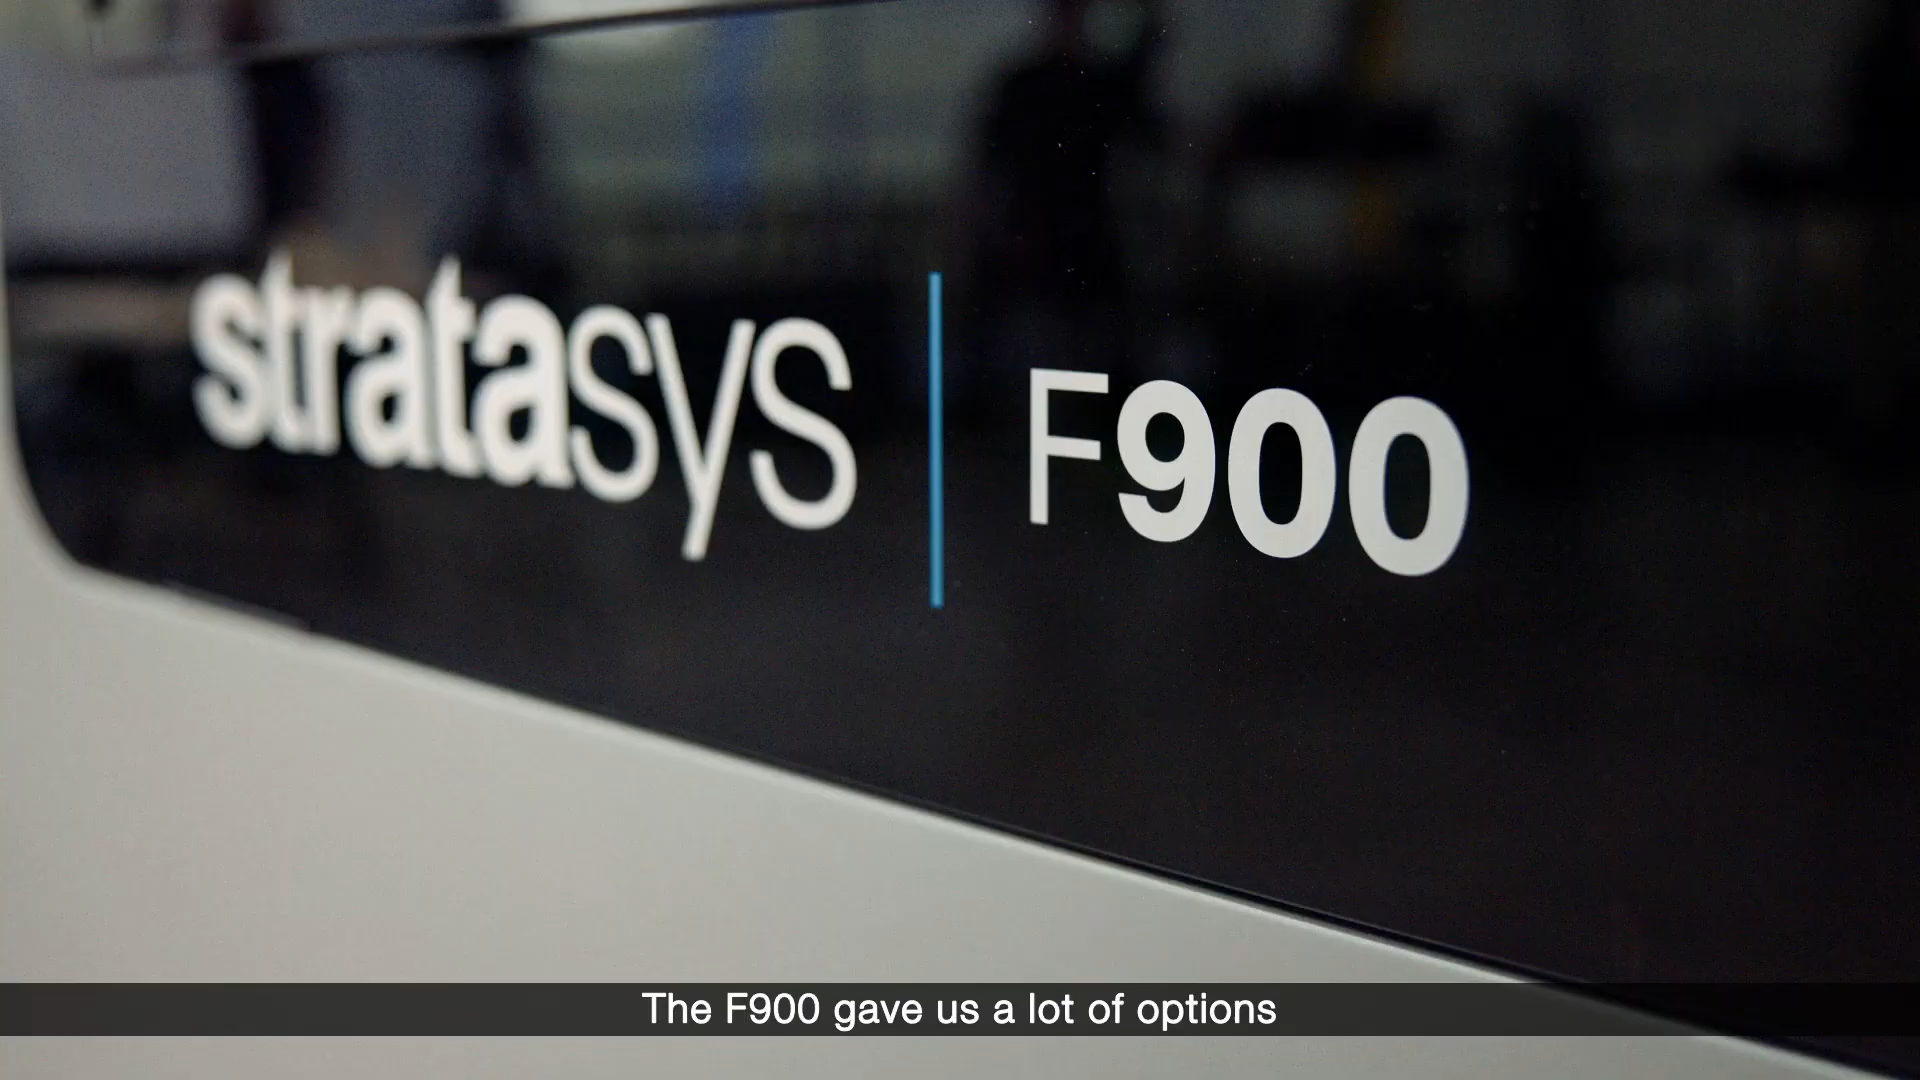 stratasys | F900
The F900 gave us a lot of options